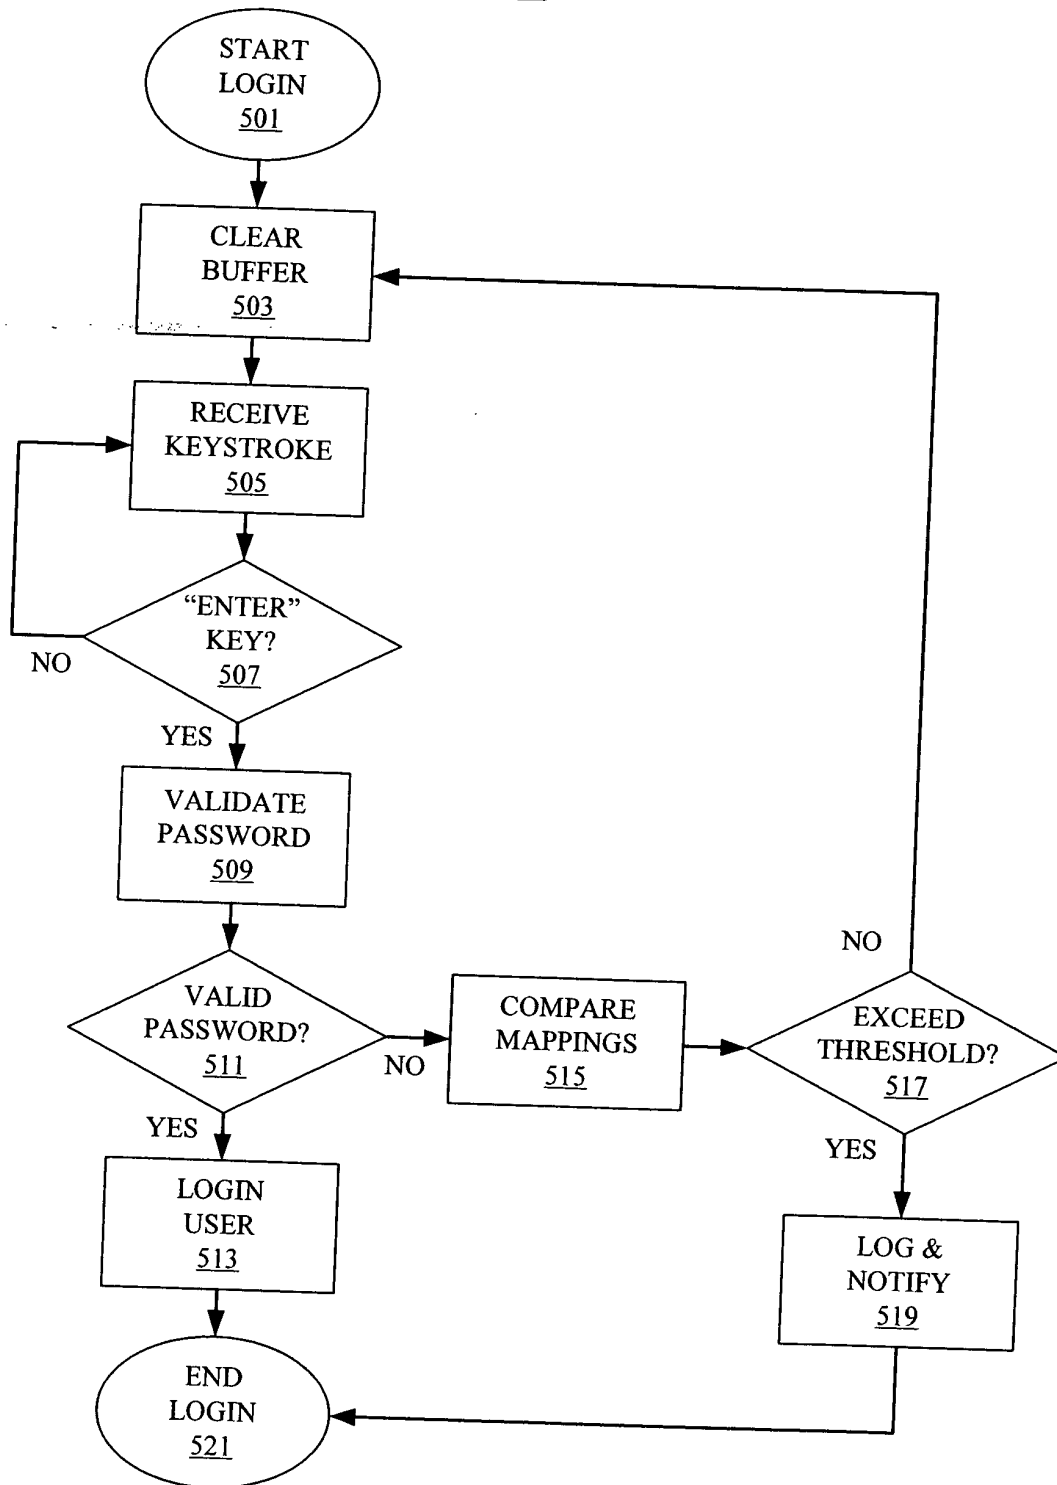 START
LOGIN
501
CLEAR
BUFFER
503
RECEIVE
KEYSTROKE
505
“ENTER”
KEY?
507
NO
YES
VALIDATE
PASSWORD
509
VALID
PASSWORD?
511
NO
YES
COMPARE
MAPPINGS
515
NO
EXCEED
THRESHOLD?
517
YES
LOGIN
USER
513
LOG &
NOTIFY
519
END
LOGIN
521